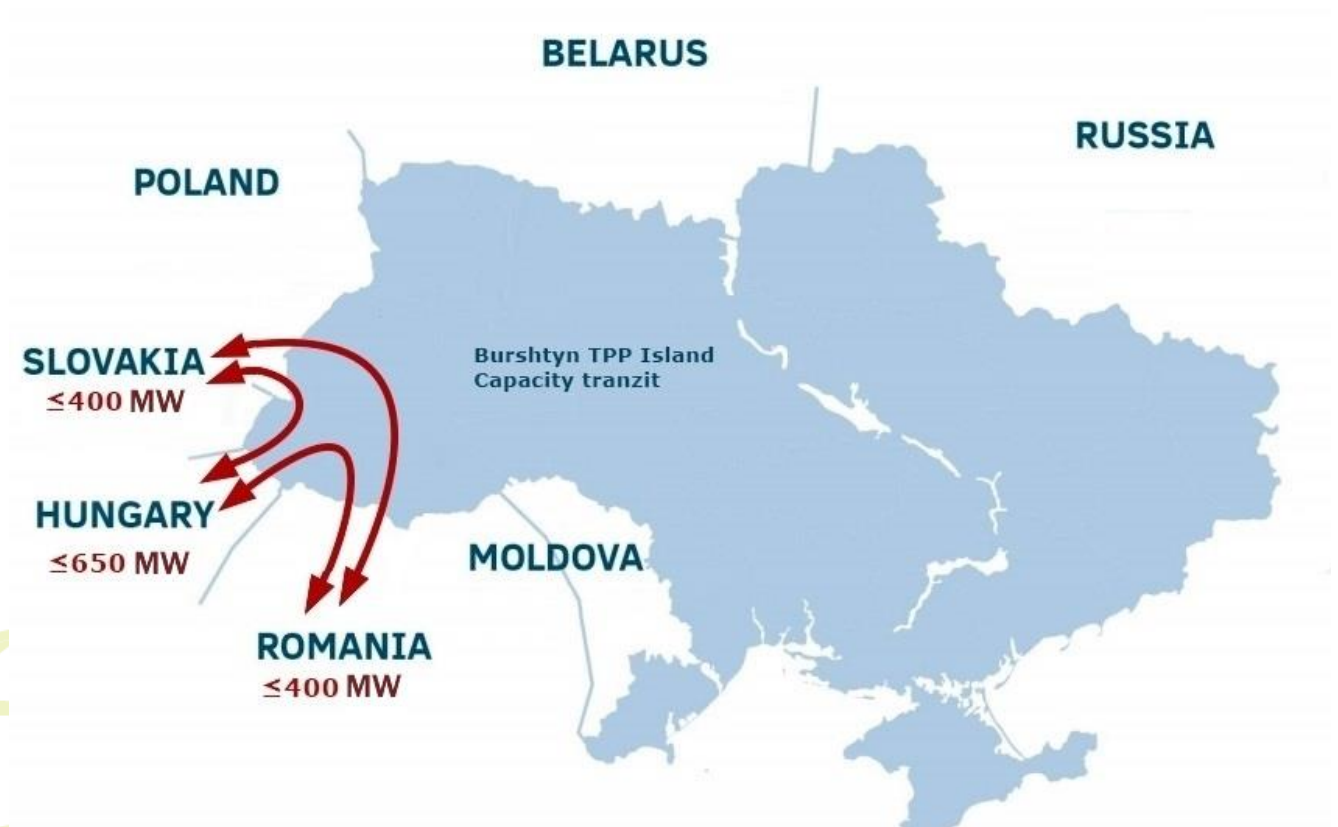 BELARUS
RUSSIA
POLAND
SLOVAKIA
≤400 MW
Burshtyn TPP Island
Capacity tranzit
HUNGARY
≤650 MW
MOLDOVA
ROMANIA
≤400 MW